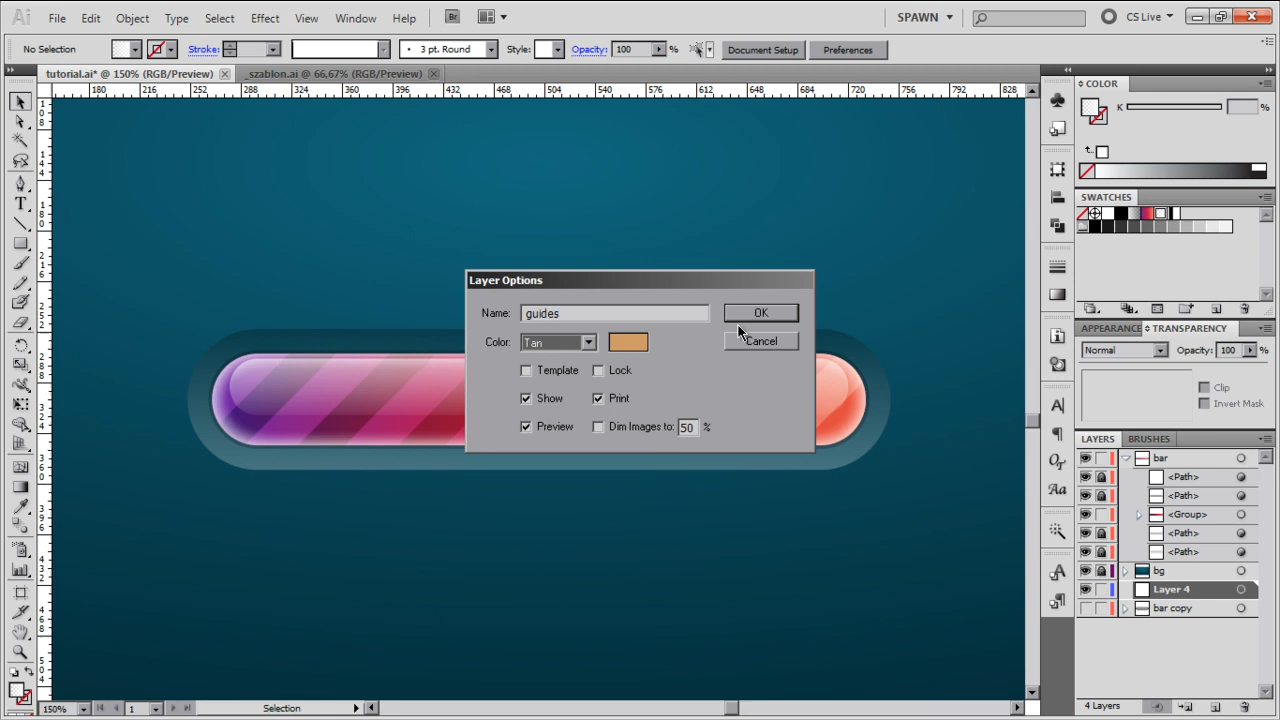 Ai File Edit Object Type Select Effect View Window Help Br SPAWN CS Live
No Selection Stroke: 3 pt. Round Style: Opacity: 100 % Document Setup Preferences
tutorial.ai* @ 150% (RGB/Preview) _szablon.ai @ 66,67% (RGB/Preview)
180 216 252 288 324 360 396 432 468 504 540 576 612 648 684 720 756 792 828
COLOR
K %
SWATCHES
Layer Options
Name: guides OK
Color: Tan Cancel
Template Lock
Show Print
Preview Dim Images to: 50 %
APPEARANCE TRANSPARENCY
Normal Opacity: 100 %
Clip
Invert Mask
LAYERS BRUSHES
bar
<Path>
<Path>
<Group>
<Path>
<Path>
bg
Layer 4
bar copy
4 Layers
150% 1 Selection